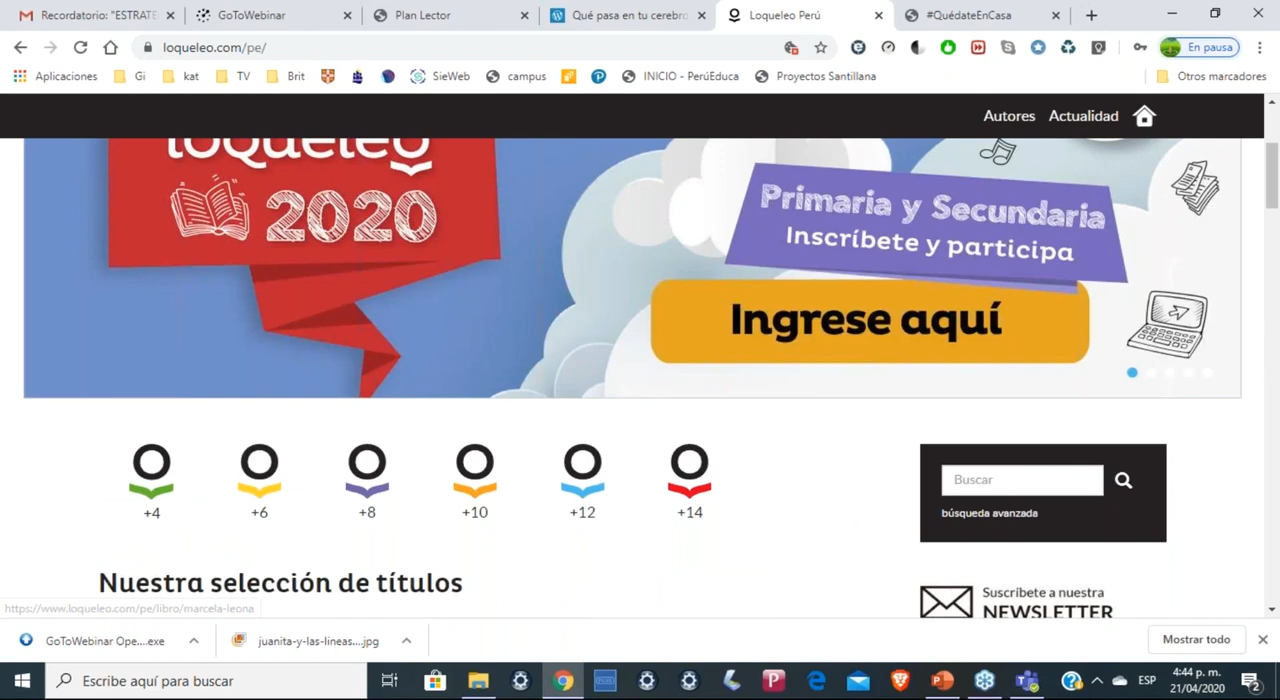 Recordatorio: "ESTRATE
GoToWebinar
Plan Lector
Qué pasa en tu cerebro
Loqueleo Perú
#QuédateEnCasa
loqueleo.com/pe/
En pausa
Aplicaciones
Gi
kat
TV
Brit
SieWeb
campus
INICIO - PerúEduca
Proyectos Santillana
Otros marcadores
Autores
Actualidad
loqueleo
2020
Primaria y Secundaria
Inscríbete y participa
Ingrese aquí
+4
+6
+8
+10
+12
+14
Buscar
búsqueda avanzada
Nuestra selección de títulos
Suscríbete a nuestra
NEWSLETTER
https://www.loqueleo.com/pe/libro/marcela-leona
GoToWebinar Ope....exe
juanita-y-las-lineas....jpg
Mostrar todo
Escribe aquí para buscar
ESP
4:44 p. m.
21/04/2020
2